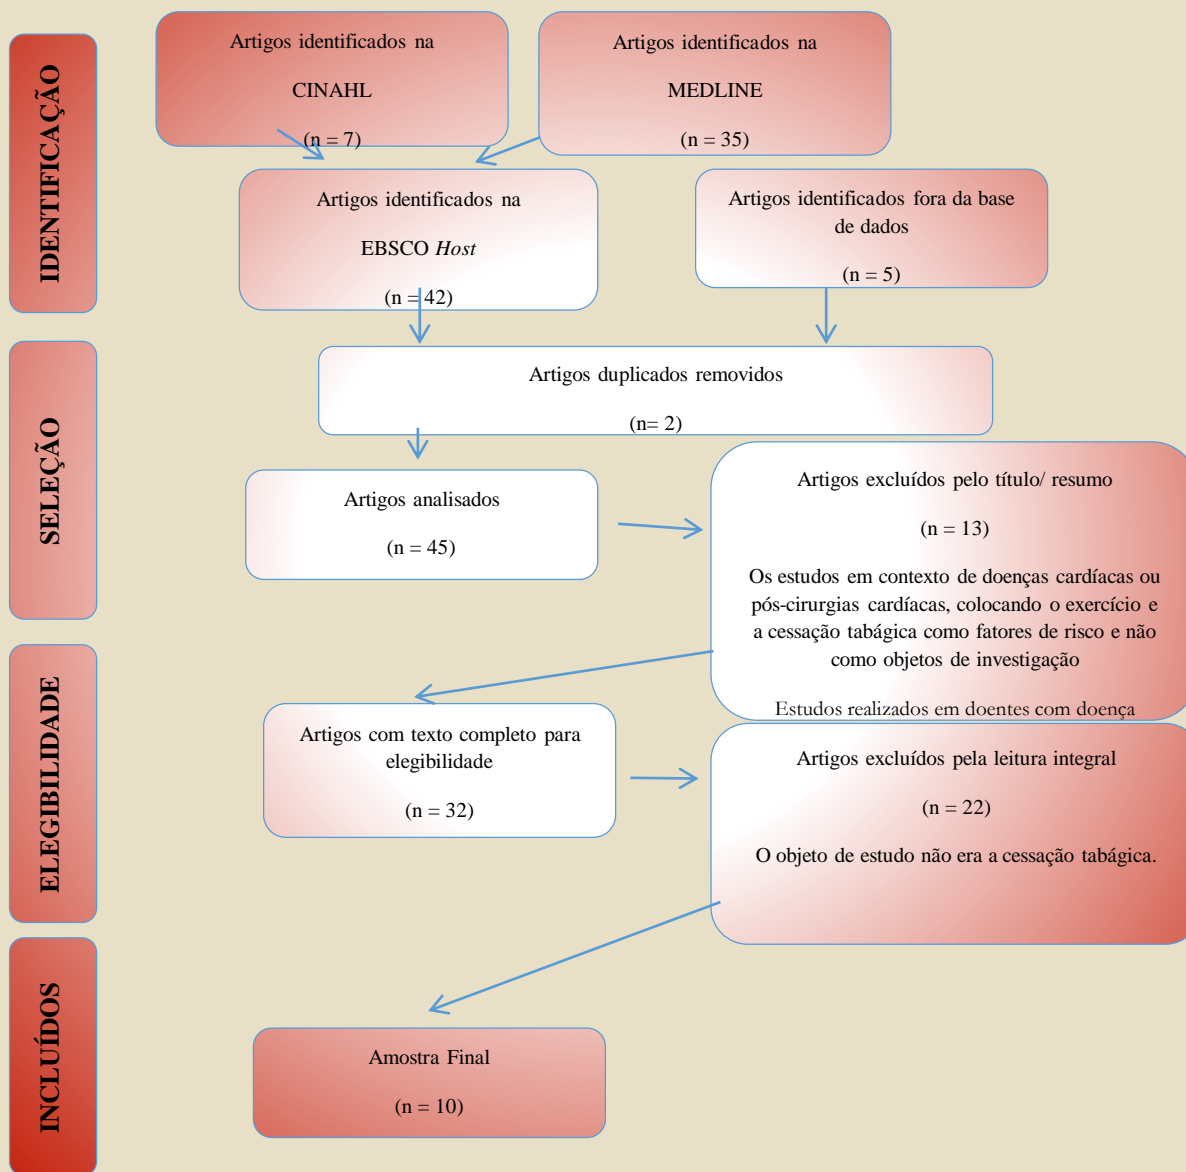 IDENTIFICAÇÃO
Artigos identificados na
CINAHL
(n = 7)
Artigos identificados na
MEDLINE
(n = 35)
Artigos identificados na
EBSCO Host
(n = 42)
Artigos identificados fora da base
de dados
(n = 5)
SELEÇÃO
Artigos duplicados removidos
(n= 2)
Artigos analisados
(n = 45)
Artigos excluídos pelo título/ resumo
(n = 13)
Os estudos em contexto de doenças cardíacas ou
pós-cirurgias cardíacas, colocando o exercício e
a cessação tabágica como fatores de risco e não
como objetos de investigação
Estudos realizados em doentes com doença
ELEGIBILIDADE
Artigos com texto completo para
elegibilidade
(n = 32)
Artigos excluídos pela leitura integral
(n = 22)
O objeto de estudo não era a cessação tabágica.
INCLUÍDOS
Amostra Final
(n = 10)